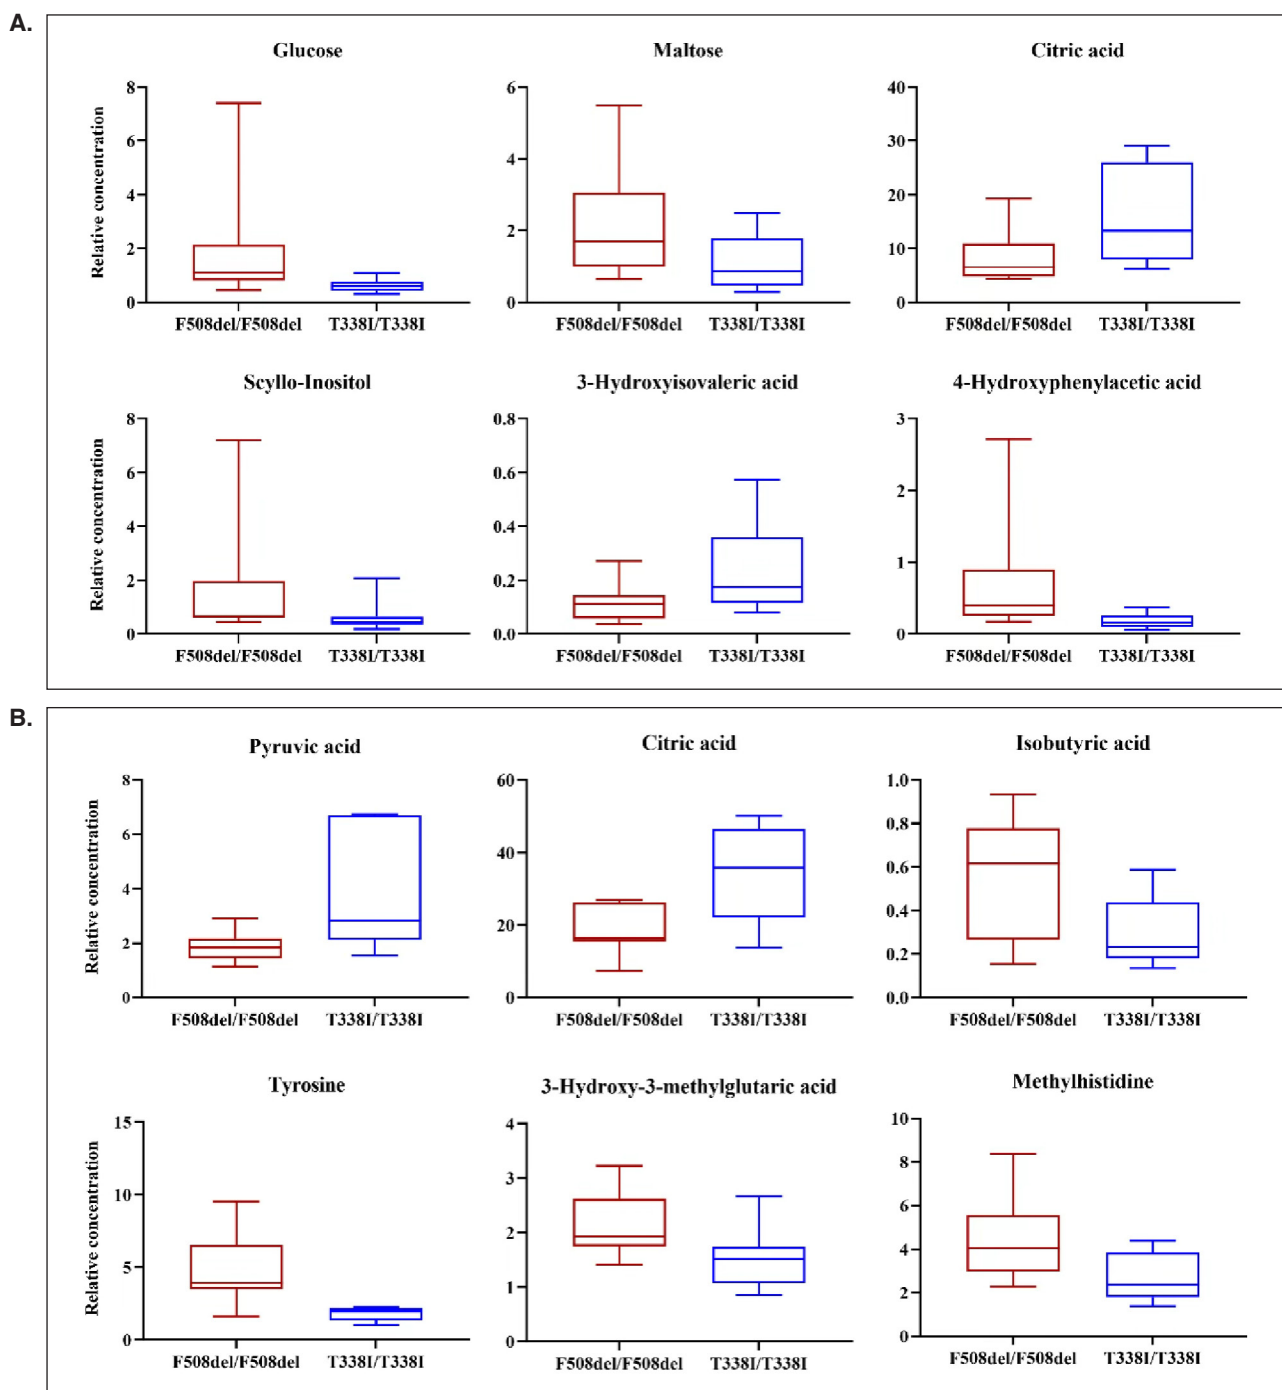 A.
Glucose Maltose Citric acid
Relative concentration
8 6 4 2 0
6 4 2 0
40 30 20 10 0
F508del/F508del T338I/T338I F508del/F508del T338I/T338I F508del/F508del T338I/T338I
Scyllo-Inositol 3-Hydroxyisovaleric acid 4-Hydroxyphenylacetic acid
Relative concentration
8 6 4 2 0
0.8 0.6 0.4 0.2 0.0
3 2 1 0
F508del/F508del T338I/T338I F508del/F508del T338I/T338I F508del/F508del T338I/T338I
B.
Pyruvic acid Citric acid Isobutyric acid
Relative concentration
8 6 4 2 0
60 40 20 0
1.0 0.8 0.6 0.4 0.2 0.0
F508del/F508del T338I/T338I F508del/F508del T338I/T338I F508del/F508del T338I/T338I
Tyrosine 3-Hydroxy-3-methylglutaric acid Methylhistidine
Relative concentration
15 10 5 0
4 3 2 1 0
10 8 6 4 2 0
F508del/F508del T338I/T338I F508del/F508del T338I/T338I F508del/F508del T338I/T338I